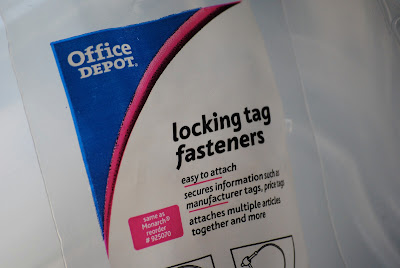 Office
DEPOT.
locking tag
fasteners
easy to attach
secures information such as
manufacturer tags, price tags
attaches multiple articles
together and more
same as
Monarch®
reorder
# 925070